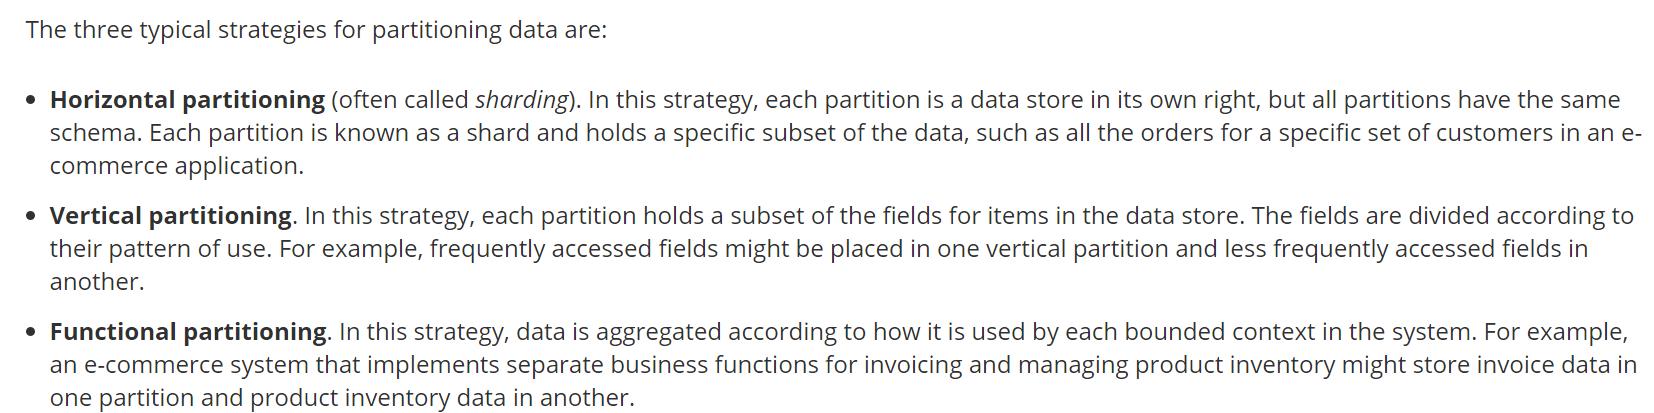 The three typical strategies for partitioning data are:
• Horizontal partitioning (often called sharding). In this strategy, each partition is a data store in its own right, but all partitions have the same
schema. Each partition is known as a shard and holds a specific subset of the data, such as all the orders for a specific set of customers in an e-
commerce application.
• Vertical partitioning. In this strategy, each partition holds a subset of the fields for items in the data store. The fields are divided according to
their pattern of use. For example, frequently accessed fields might be placed in one vertical partition and less frequently accessed fields in
another.
• Functional partitioning. In this strategy, data is aggregated according to how it is used by each bounded context in the system. For example,
an e-commerce system that implements separate business functions for invoicing and managing product inventory might store invoice data in
one partition and product inventory data in another.